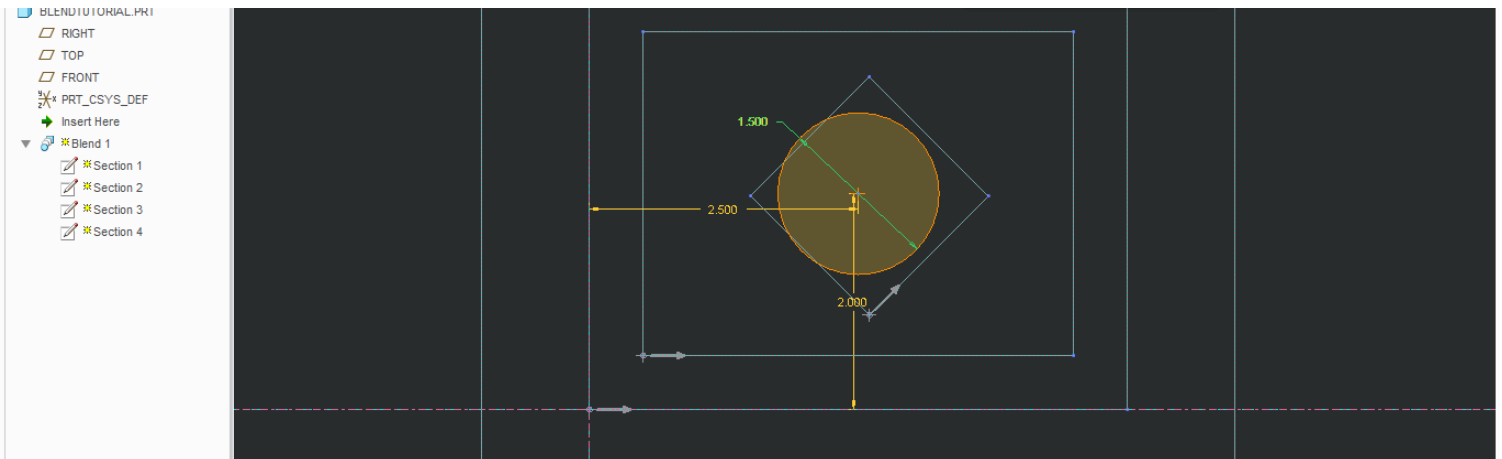 BLENDTUTORIAL.PRT
RIGHT
TOP
FRONT
PRT_CSYS_DEF
Insert Here
Blend 1
Section 1
Section 2
Section 3
Section 4
1.500
2.500
2.000